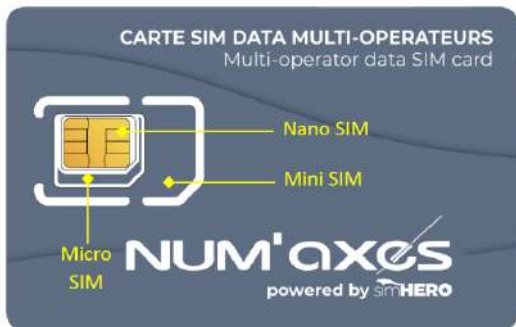 CARTE SIM DATA MULTI-OPERATEURS
Multi-operator data SIM card
Nano SIM
Mini SIM
Micro
SIM
NUM'axes
powered by simHERO